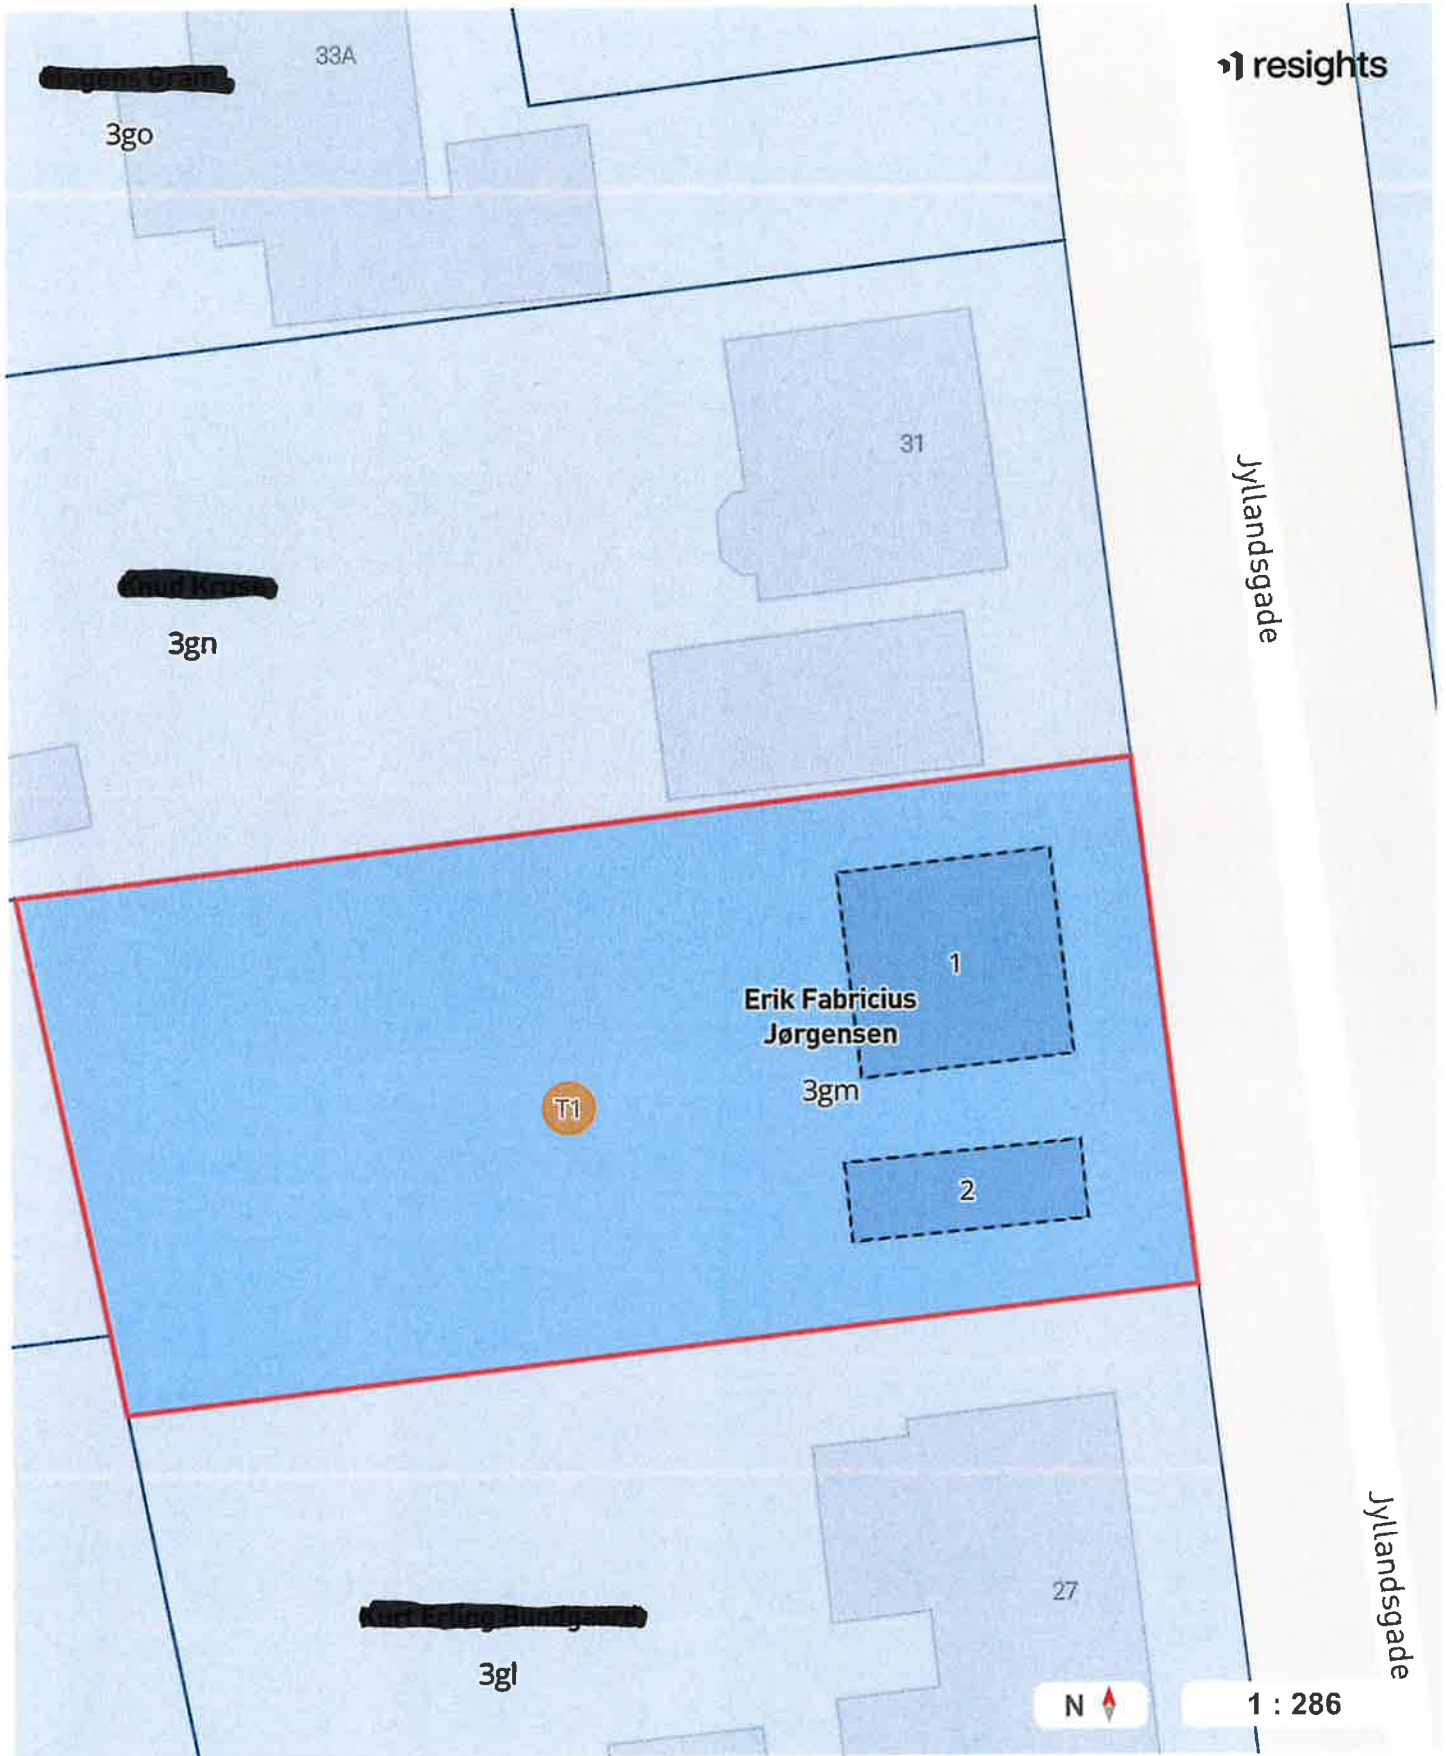 33A
resights
3go
31
Jyllandsgade
3gn
1
Erik Fabricius
Jørgensen
3gm
T1
2
27
Jyllandsgade
3gl
N
1 : 286